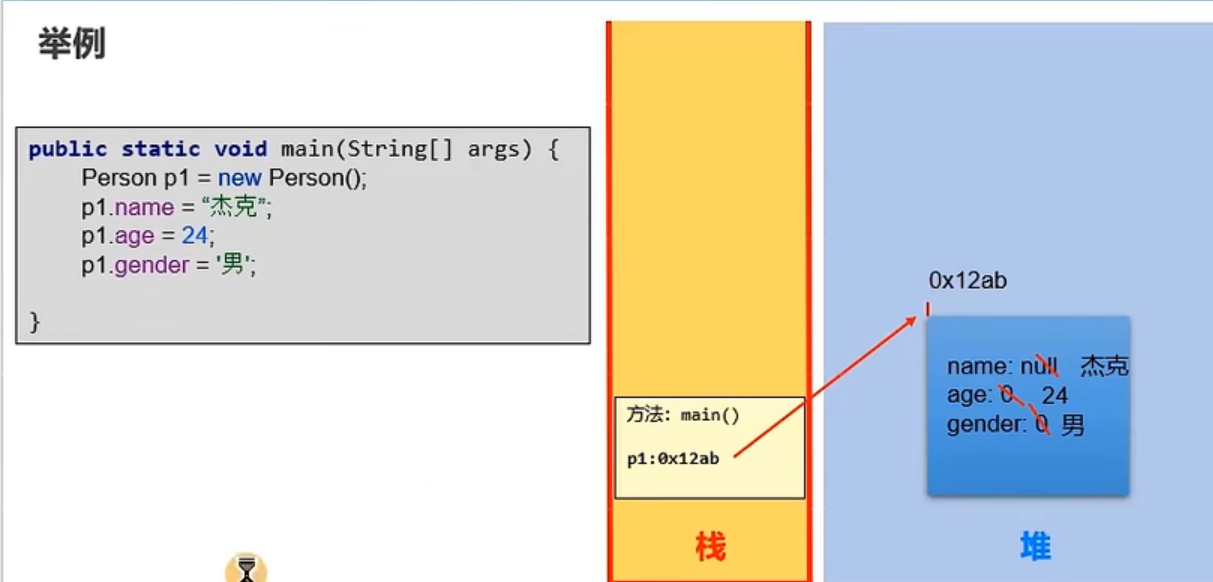 举例
public static void main(String[] args) {
Person p1 = new Person();
p1.name = “杰克”;
p1.age = 24;
p1.gender = '男';
}
方法: main()
p1:0x12ab
栈
0x12ab
name: null 杰克
age: 0 24
gender: 0 男
堆